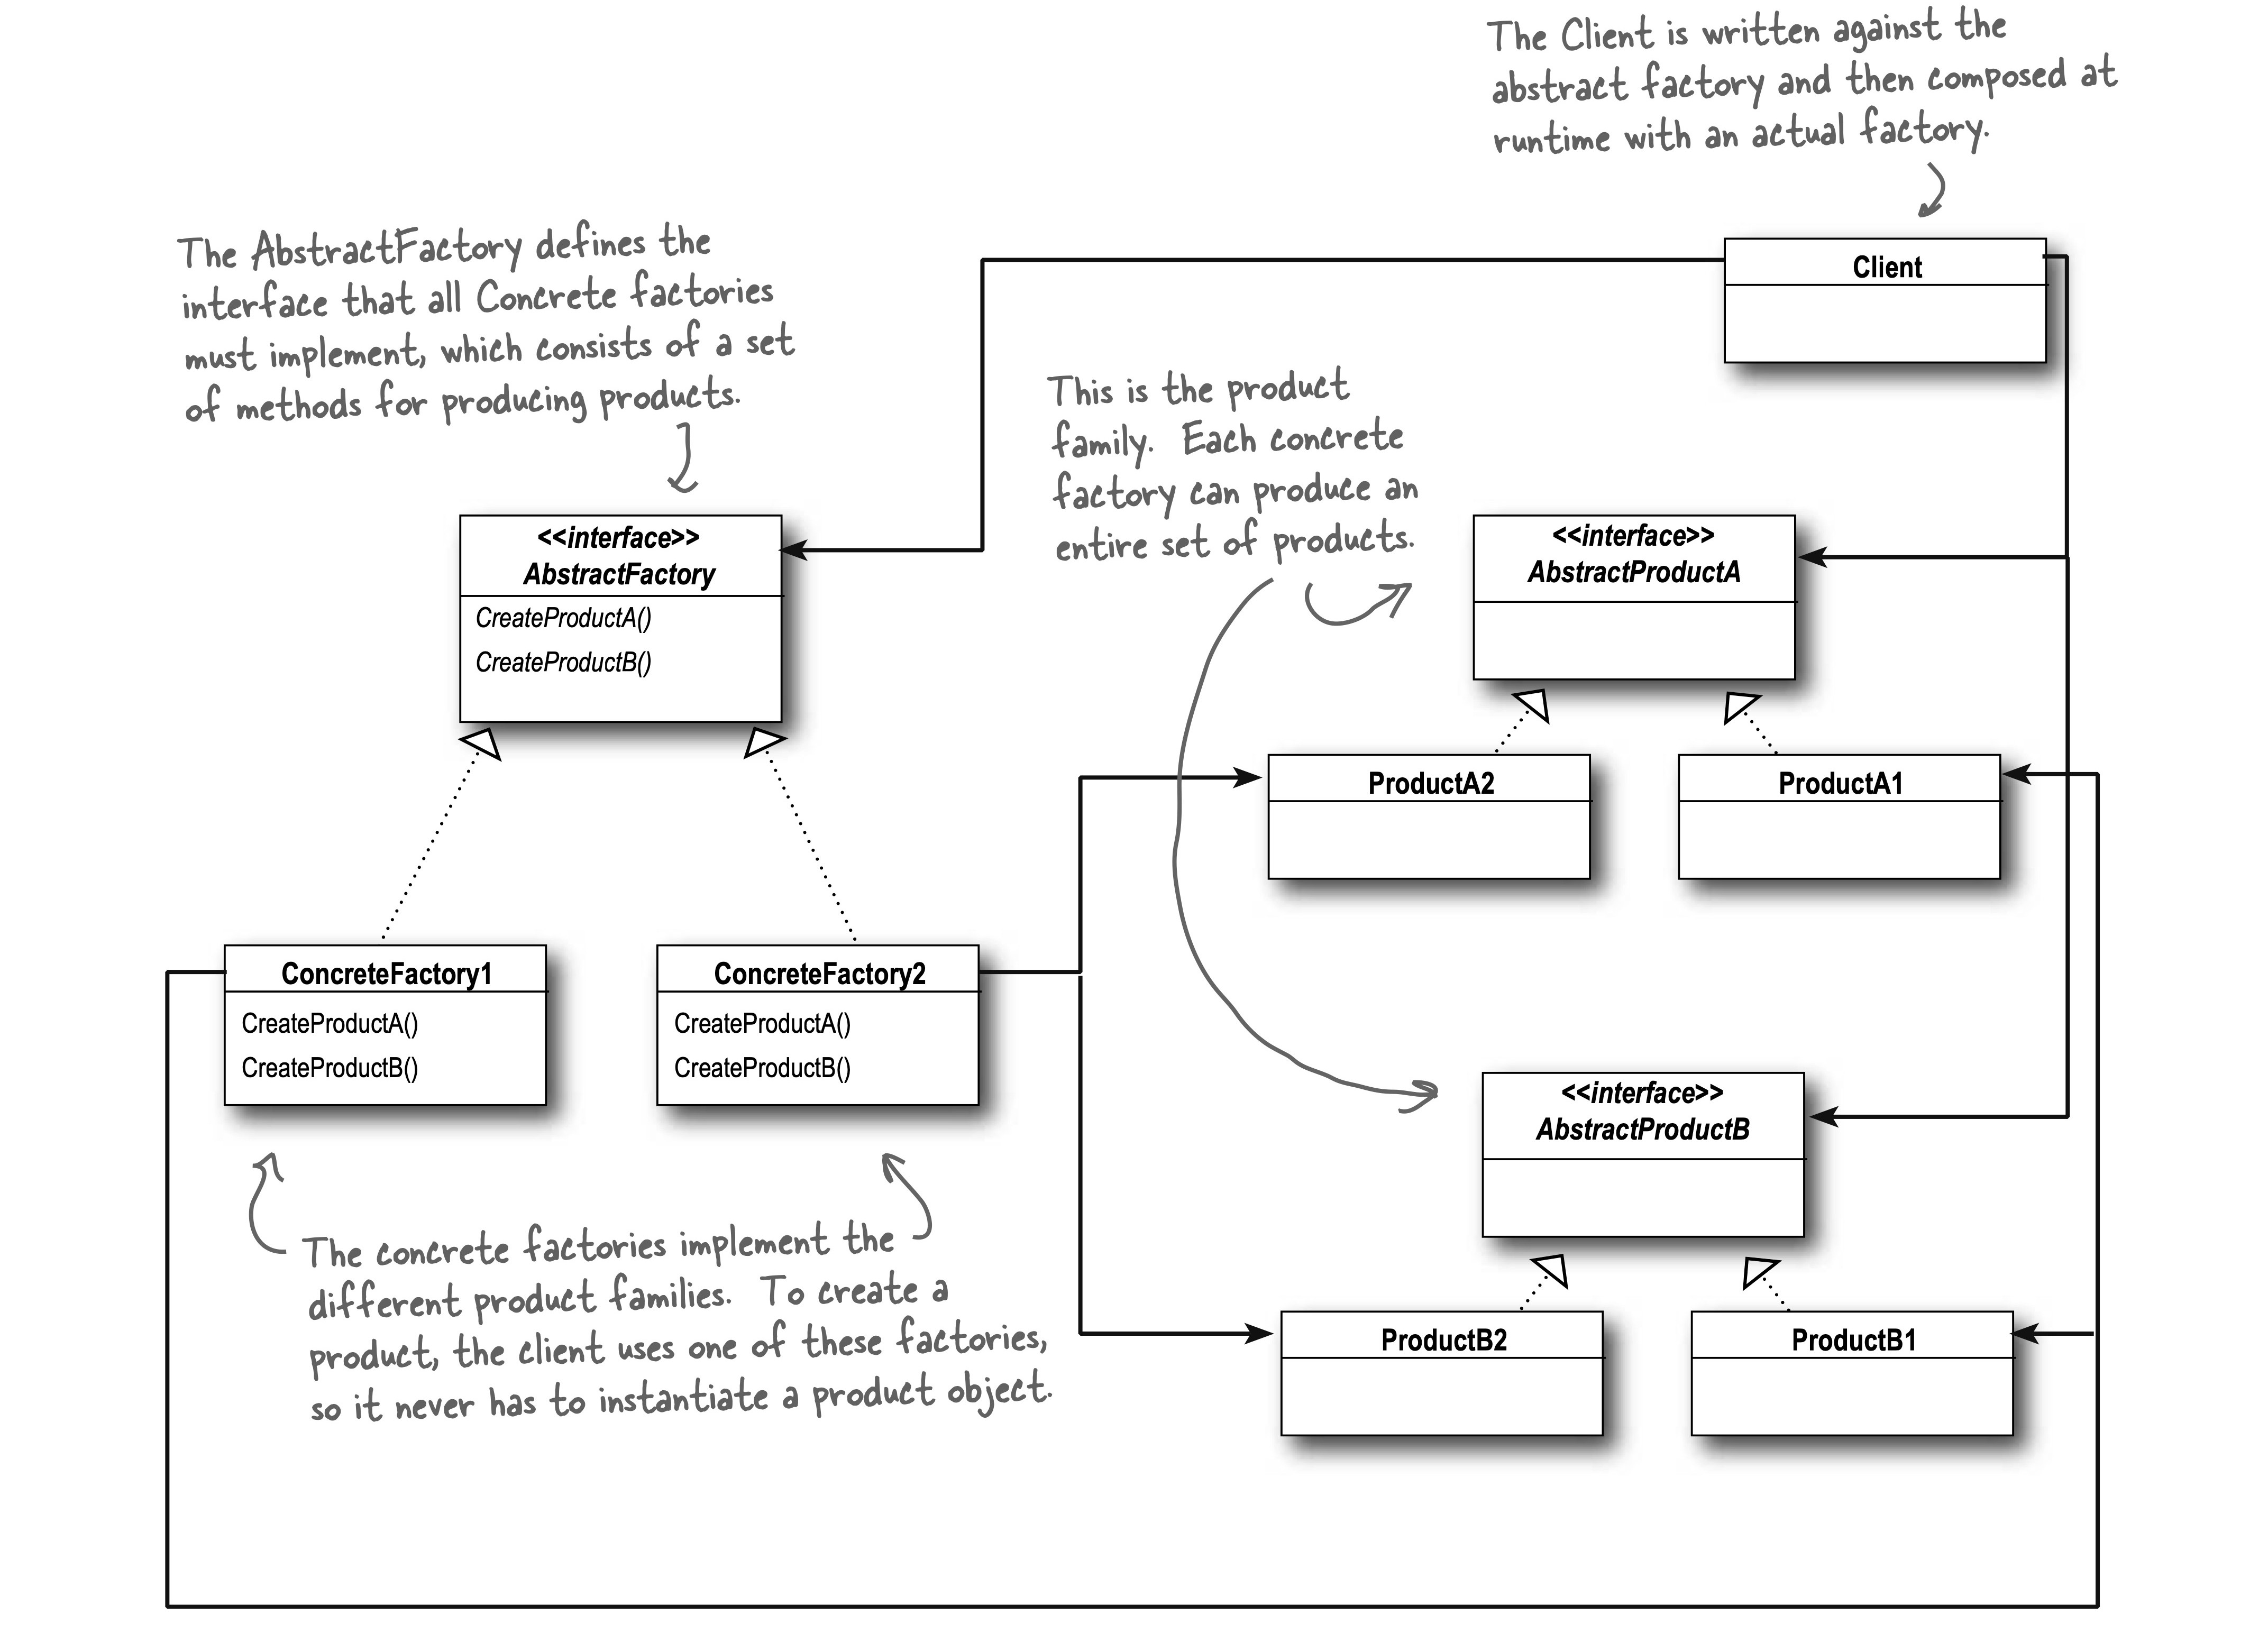 The Client is written against the
abstract factory and then composed at
runtime with an actual factory.
Client
The AbstractFactory defines the
interface that all Concrete factories
must implement, which consists of a set
of methods for producing products.
This is the product
family. Each concrete
factory can produce an
entire set of products.
<<interface>>
AbstractFactory
CreateProductA()
CreateProductB()
<<interface>>
AbstractProductA
ProductA2
ProductA1
ConcreteFactory1
CreateProductA()
CreateProductB()
ConcreteFactory2
CreateProductA()
CreateProductB()
<<interface>>
AbstractProductB
ProductB2
ProductB1
The concrete factories implement the
different product families. To create a
product, the client uses one of these factories,
so it never has to instantiate a product object.